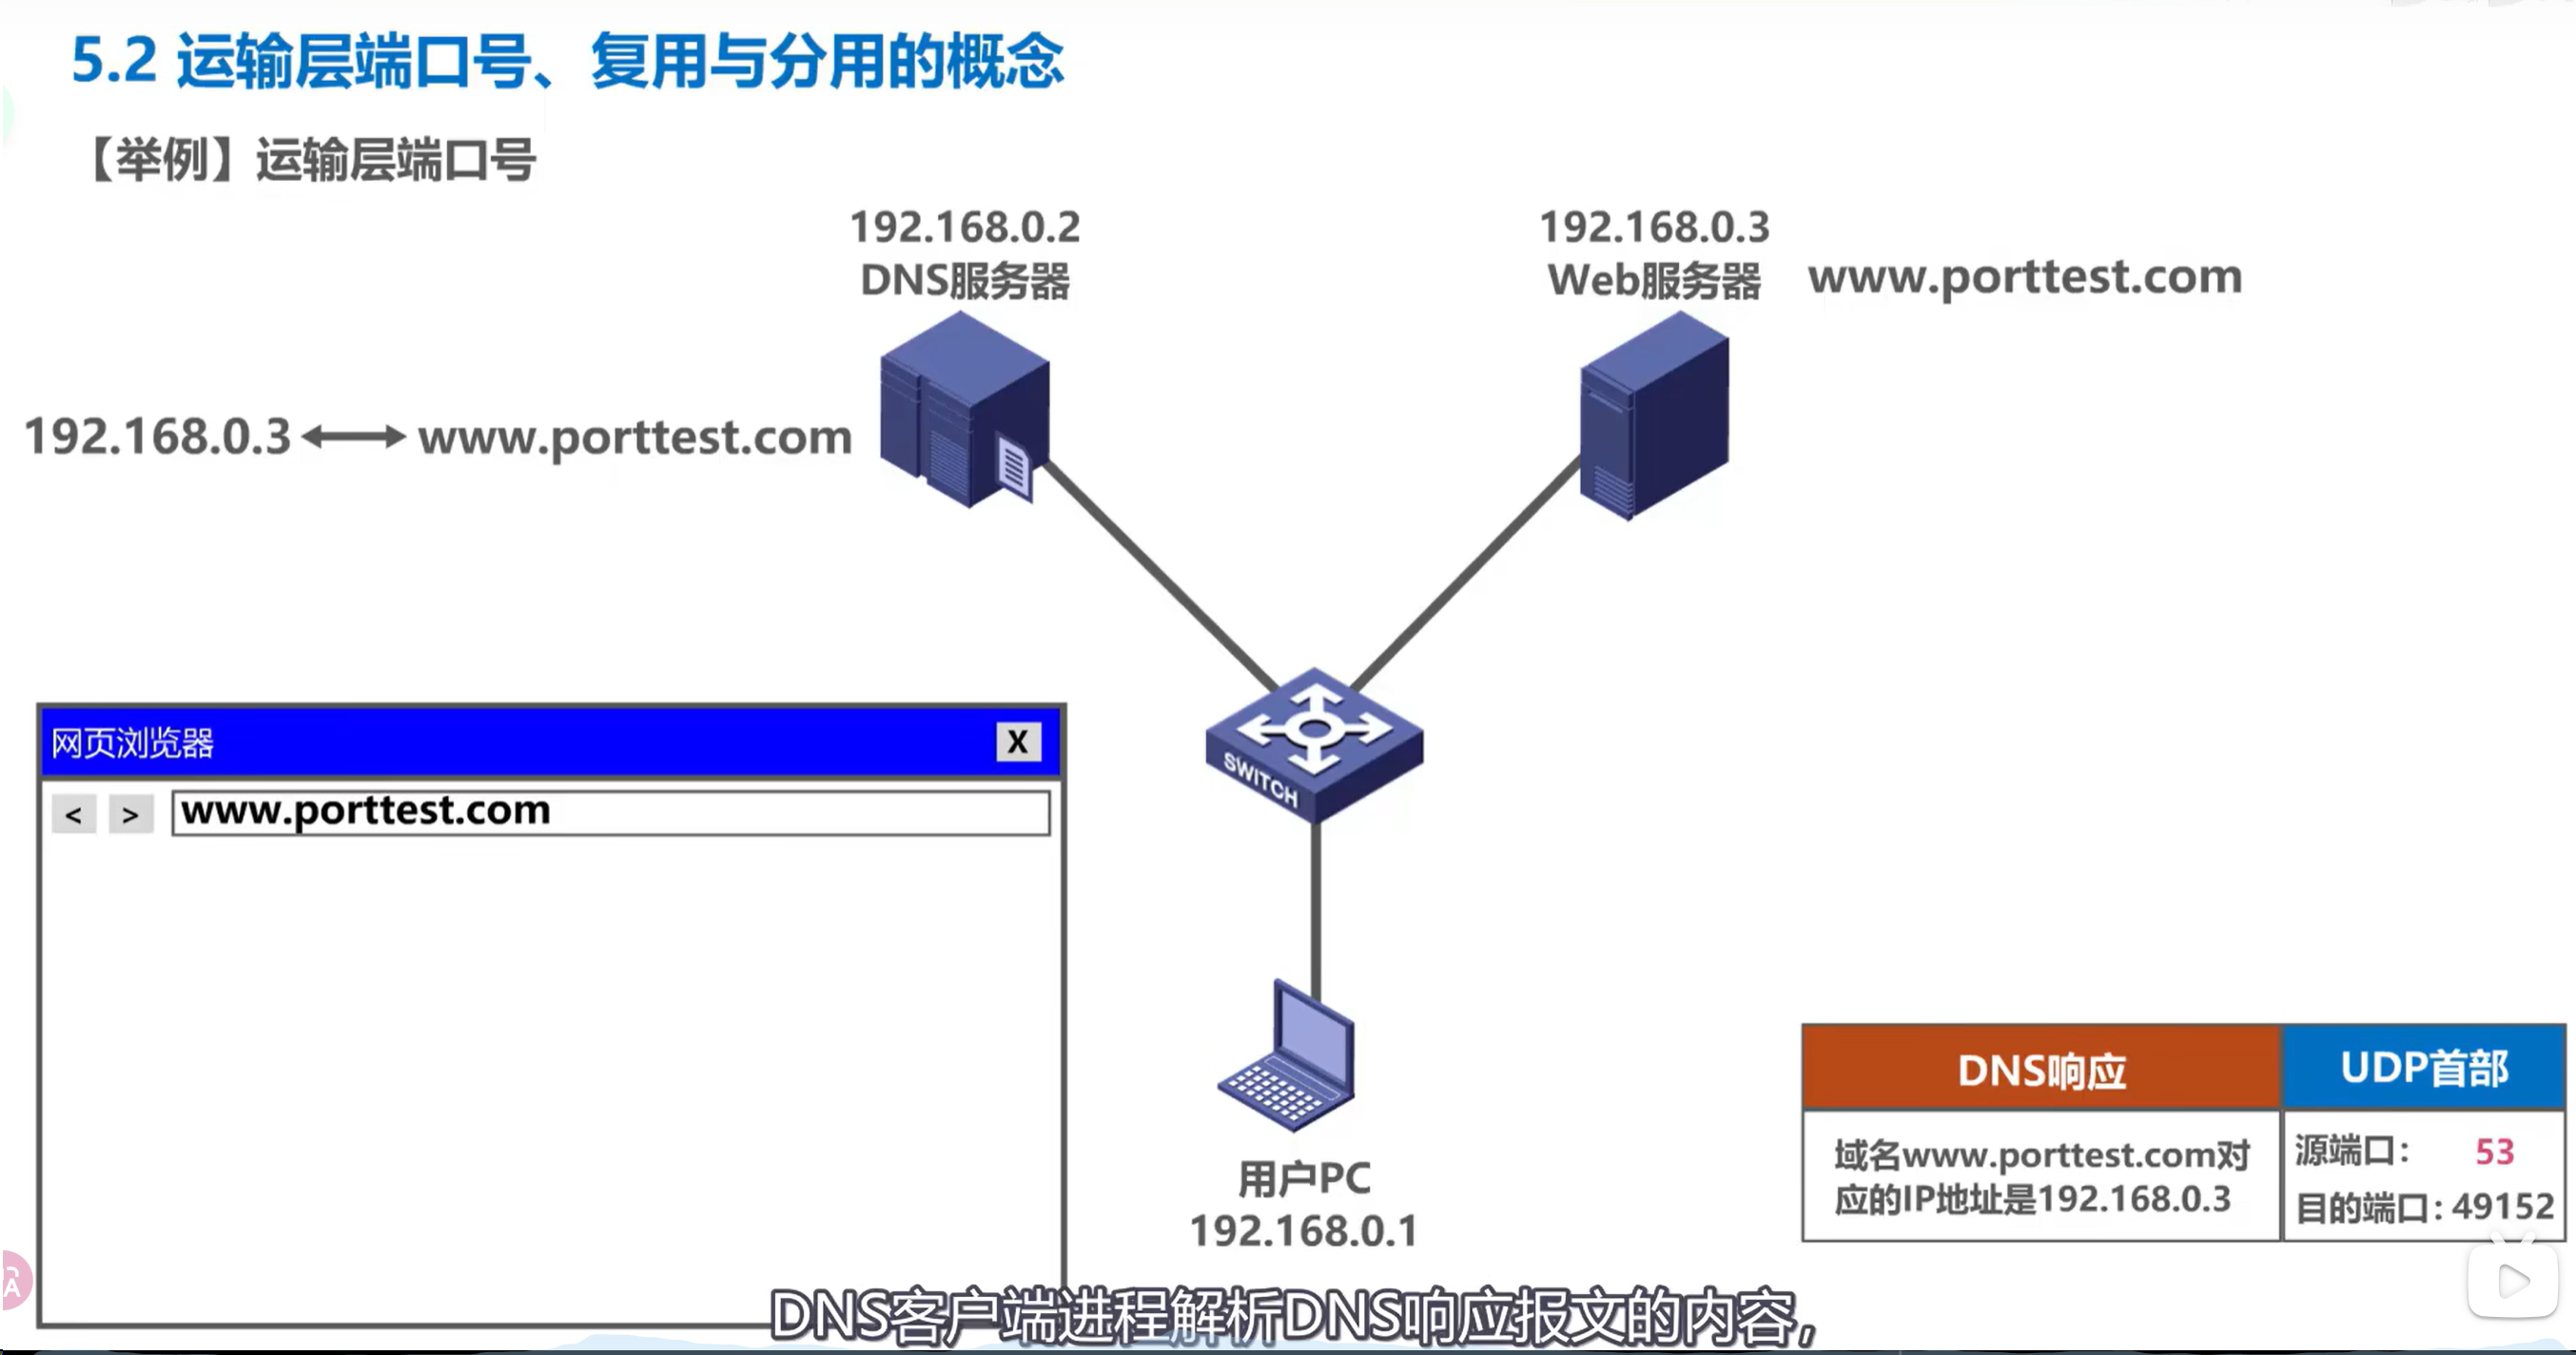 5.2 运输层端口号、复用与分用的概念
【举例】运输层端口号
192.168.0.2
DNS服务器
192.168.0.3
Web服务器
www.porttest.com
192.168.0.3
www.porttest.com
网页浏览器
X
< >
www.porttest.com
SWITCH
用户PC
192.168.0.1
DNS响应
UDP首部
域名www.porttest.com对
应的IP地址是192.168.0.3
源端口: 53
目的端口: 49152
DNS客户端进程解析DNS响应报文的内容，